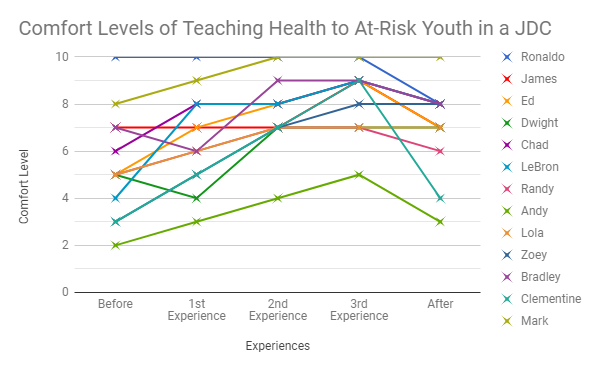 Comfort Levels of Teaching Health to At-Risk Youth in a JDC
10
8
6
4
2
0
Comfort Level
Before
1st
Experience
2nd
Experience
3rd
Experience
After
Experiences
Ronaldo
James
Ed
Dwight
Chad
LeBron
Randy
Andy
Lola
Zoey
Bradley
Clementine
Mark